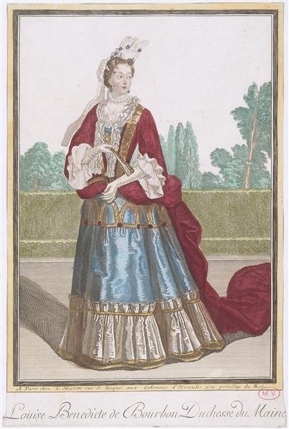 A Paris chez J. Mariette rue St. Jacques aux Colonnes d'Hercules avec privilege du Roy
M.V
Louise Benedicte de Bourbon Duchesse du Maine